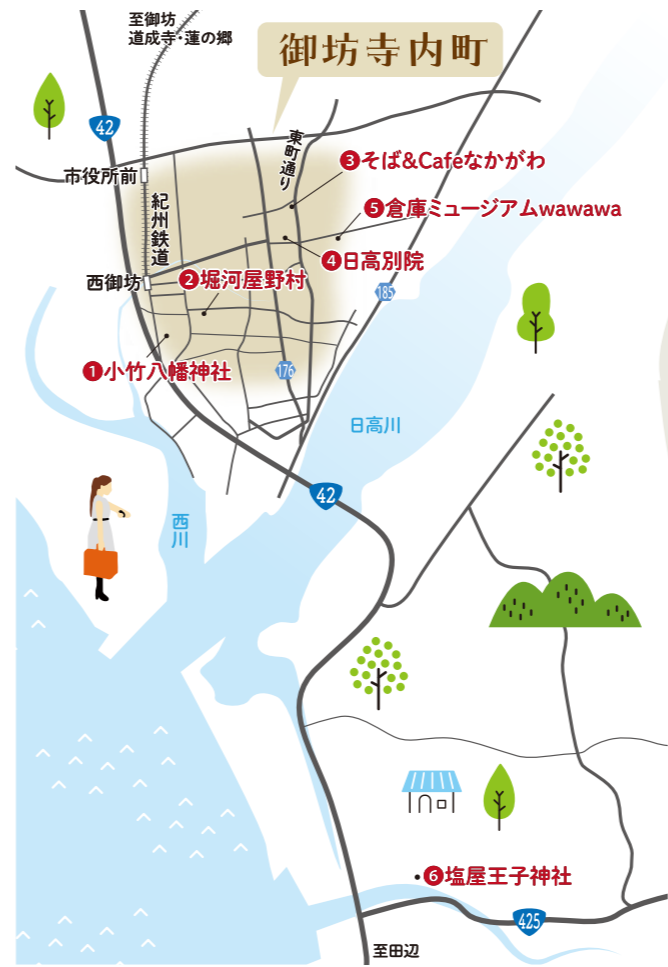 至御坊
道成寺・蓮の郷
御坊寺内町
42
東町通り
❸そば&Cafeなかがわ
市役所前
紀州鉄道
❺倉庫ミュージアムwawawa
❹日高別院
西御坊
❷堀河屋野村
185
❶小竹八幡神社
176
日高川
42
西川
❻塩屋王子神社
425
至田辺